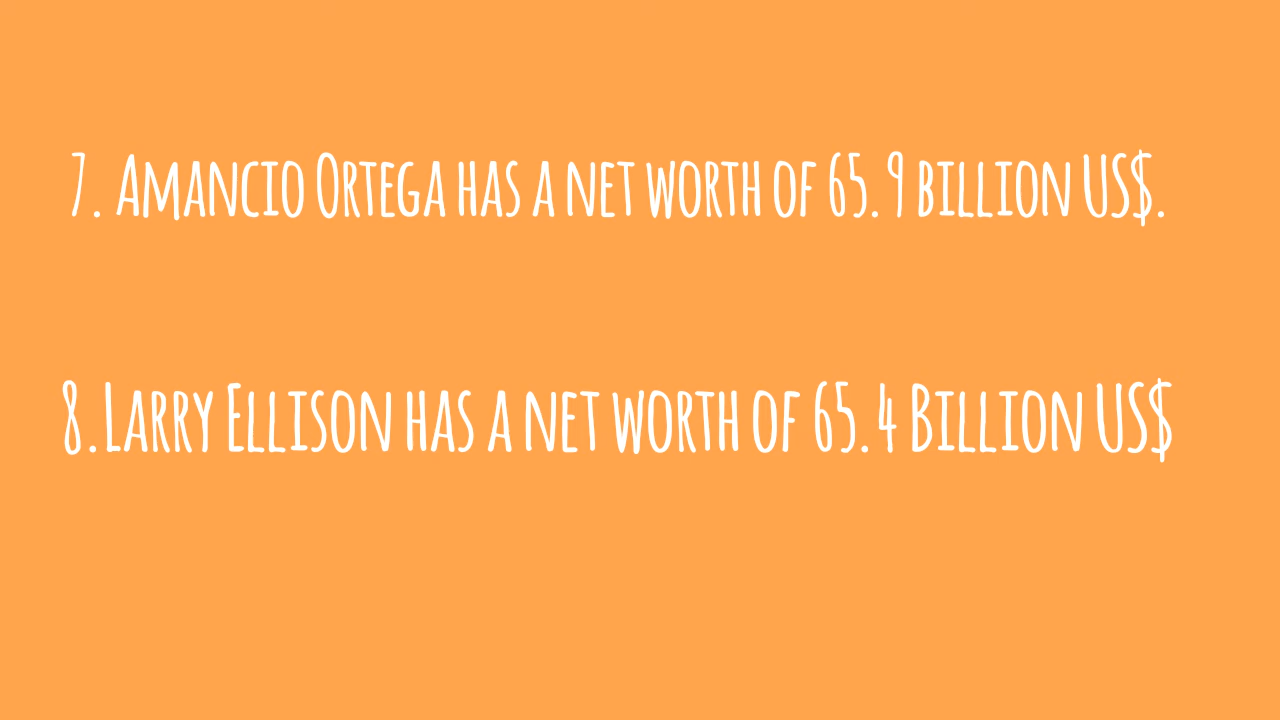 7. Amancio Ortega has a net worth of 65.9 billion US$.
8.Larry Ellison has a net worth of 65.4 Billion US$